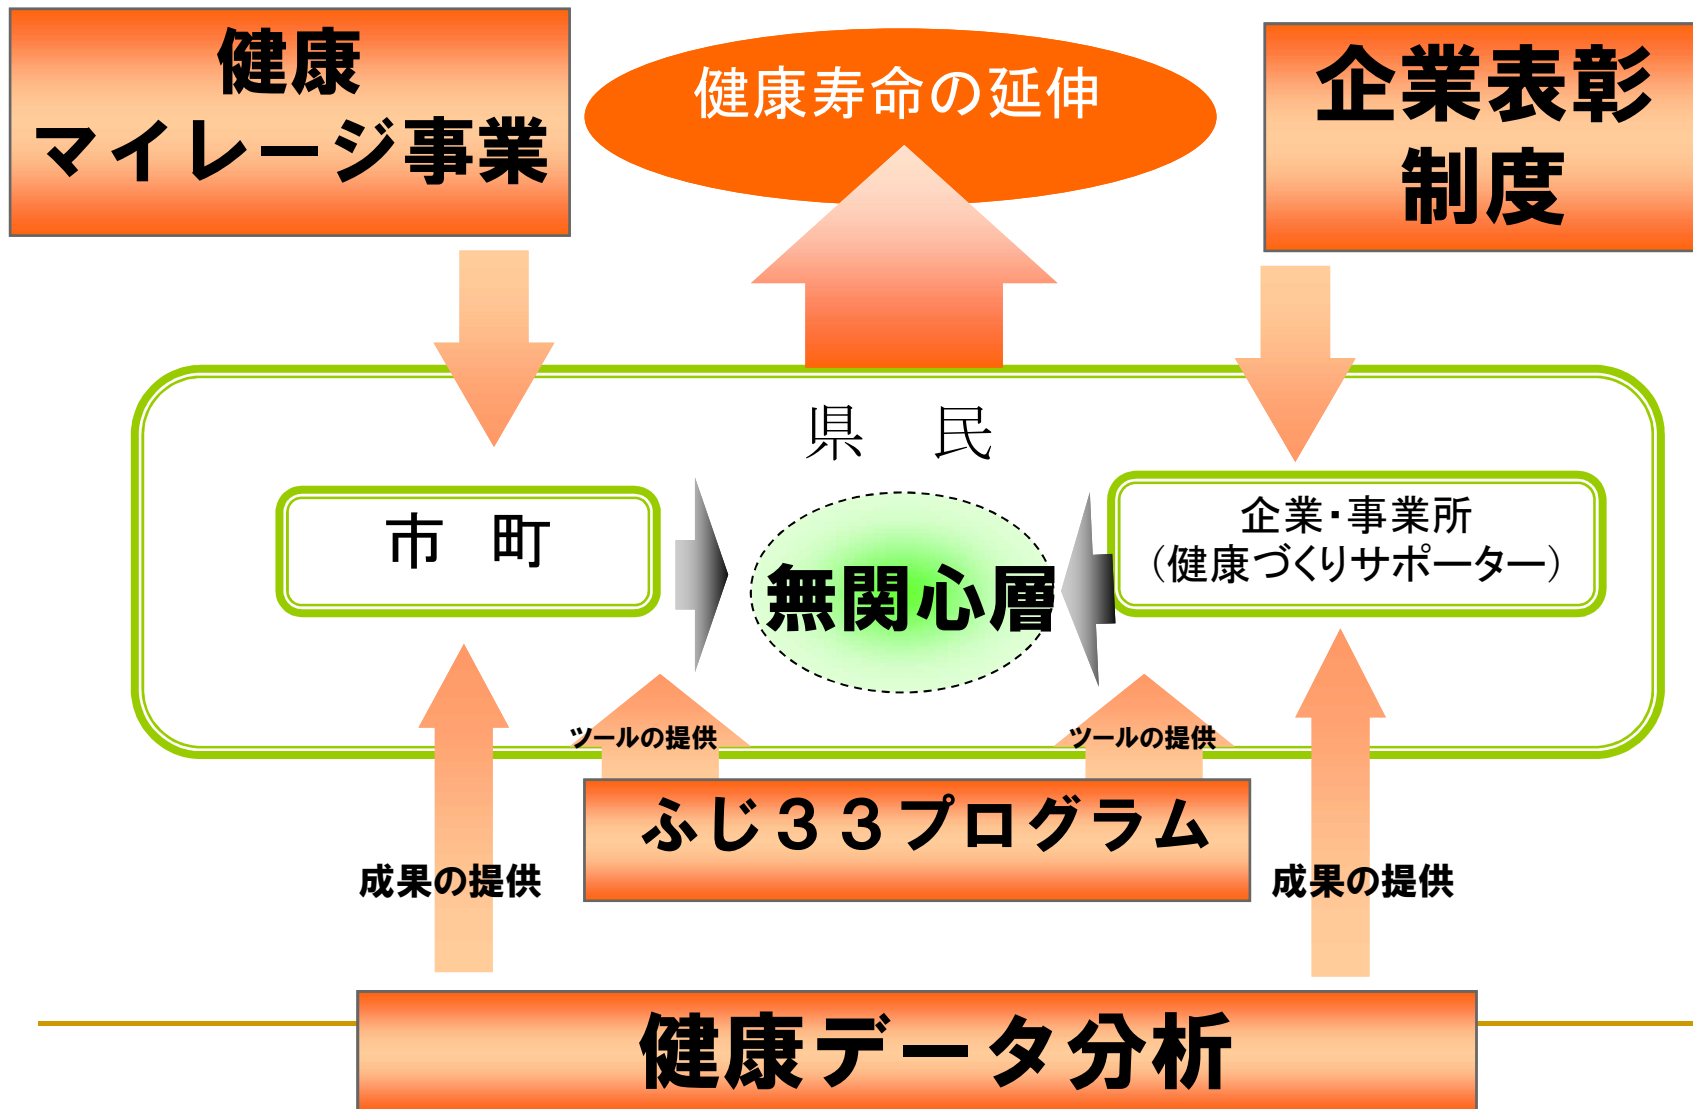 健康
マイレージ事業
健康寿命の延伸
企業表彰
制度
県　民
市　町
無関心層
企業・事業所
（健康づくりサポーター）
ツールの提供
ツールの提供
ふじ３３プログラム
成果の提供
成果の提供
健康データ分析